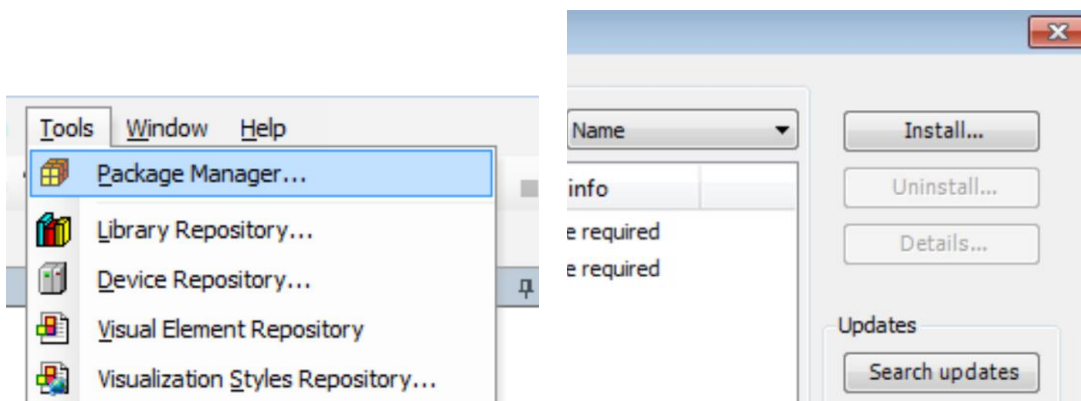 Tools Window Help
Package Manager...
Library Repository...
Device Repository...
Visual Element Repository
Visualization Styles Repository...
Name
info
e required
e required
Install...
Uninstall...
Details...
Updates
Search updates